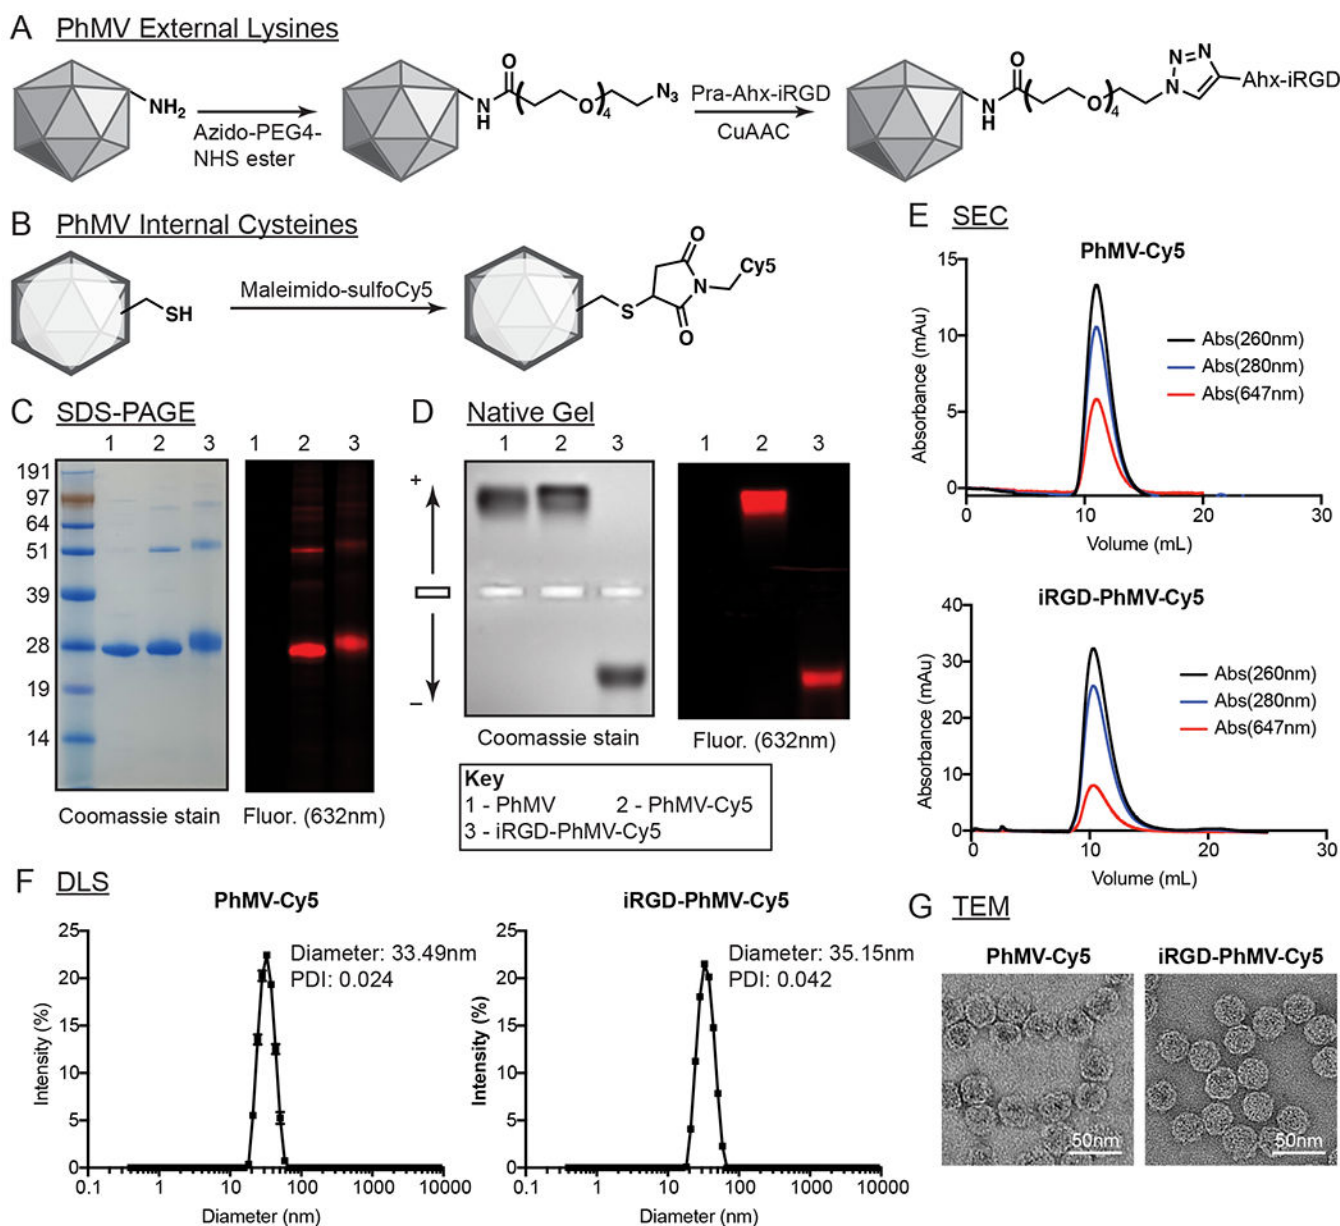 A PhMV External Lysines
NH2
Azido-PEG4-
NHS ester
O
N
H
O
4
N3
Pra-Ahx-iRGD
CuAAC
O
N
H
O
4
N
N
N
Ahx-iRGD
B PhMV Internal Cysteines
SH
Maleimido-sulfoCy5
S
O
N
O
Cy5
C SDS-PAGE
1 2 3
1 2 3
191
97
64
51
39
28
19
14
Coomassie stain
Fluor. (632nm)
D Native Gel
1 2 3
1 2 3
+
–
Coomassie stain
Fluor. (632nm)
Key
1 - PhMV 2 - PhMV-Cy5
3 - iRGD-PhMV-Cy5
E SEC
PhMV-Cy5
Absorbance (mAu)
15
10
5
0
0 10 20 30
Volume (mL)
Abs(260nm)
Abs(280nm)
Abs(647nm)
iRGD-PhMV-Cy5
Absorbance (mAu)
40
30
20
10
0
0 10 20 30
Volume (mL)
Abs(260nm)
Abs(280nm)
Abs(647nm)
F DLS
PhMV-Cy5
Intensity (%)
25
20
15
10
5
0
0.1 1 10 100 1000 10000
Diameter (nm)
Diameter: 33.49nm
PDI: 0.024
iRGD-PhMV-Cy5
Intensity (%)
25
20
15
10
5
0
0.1 1 10 100 1000 10000
Diameter (nm)
Diameter: 35.15nm
PDI: 0.042
G TEM
PhMV-Cy5
50nm
iRGD-PhMV-Cy5
50nm